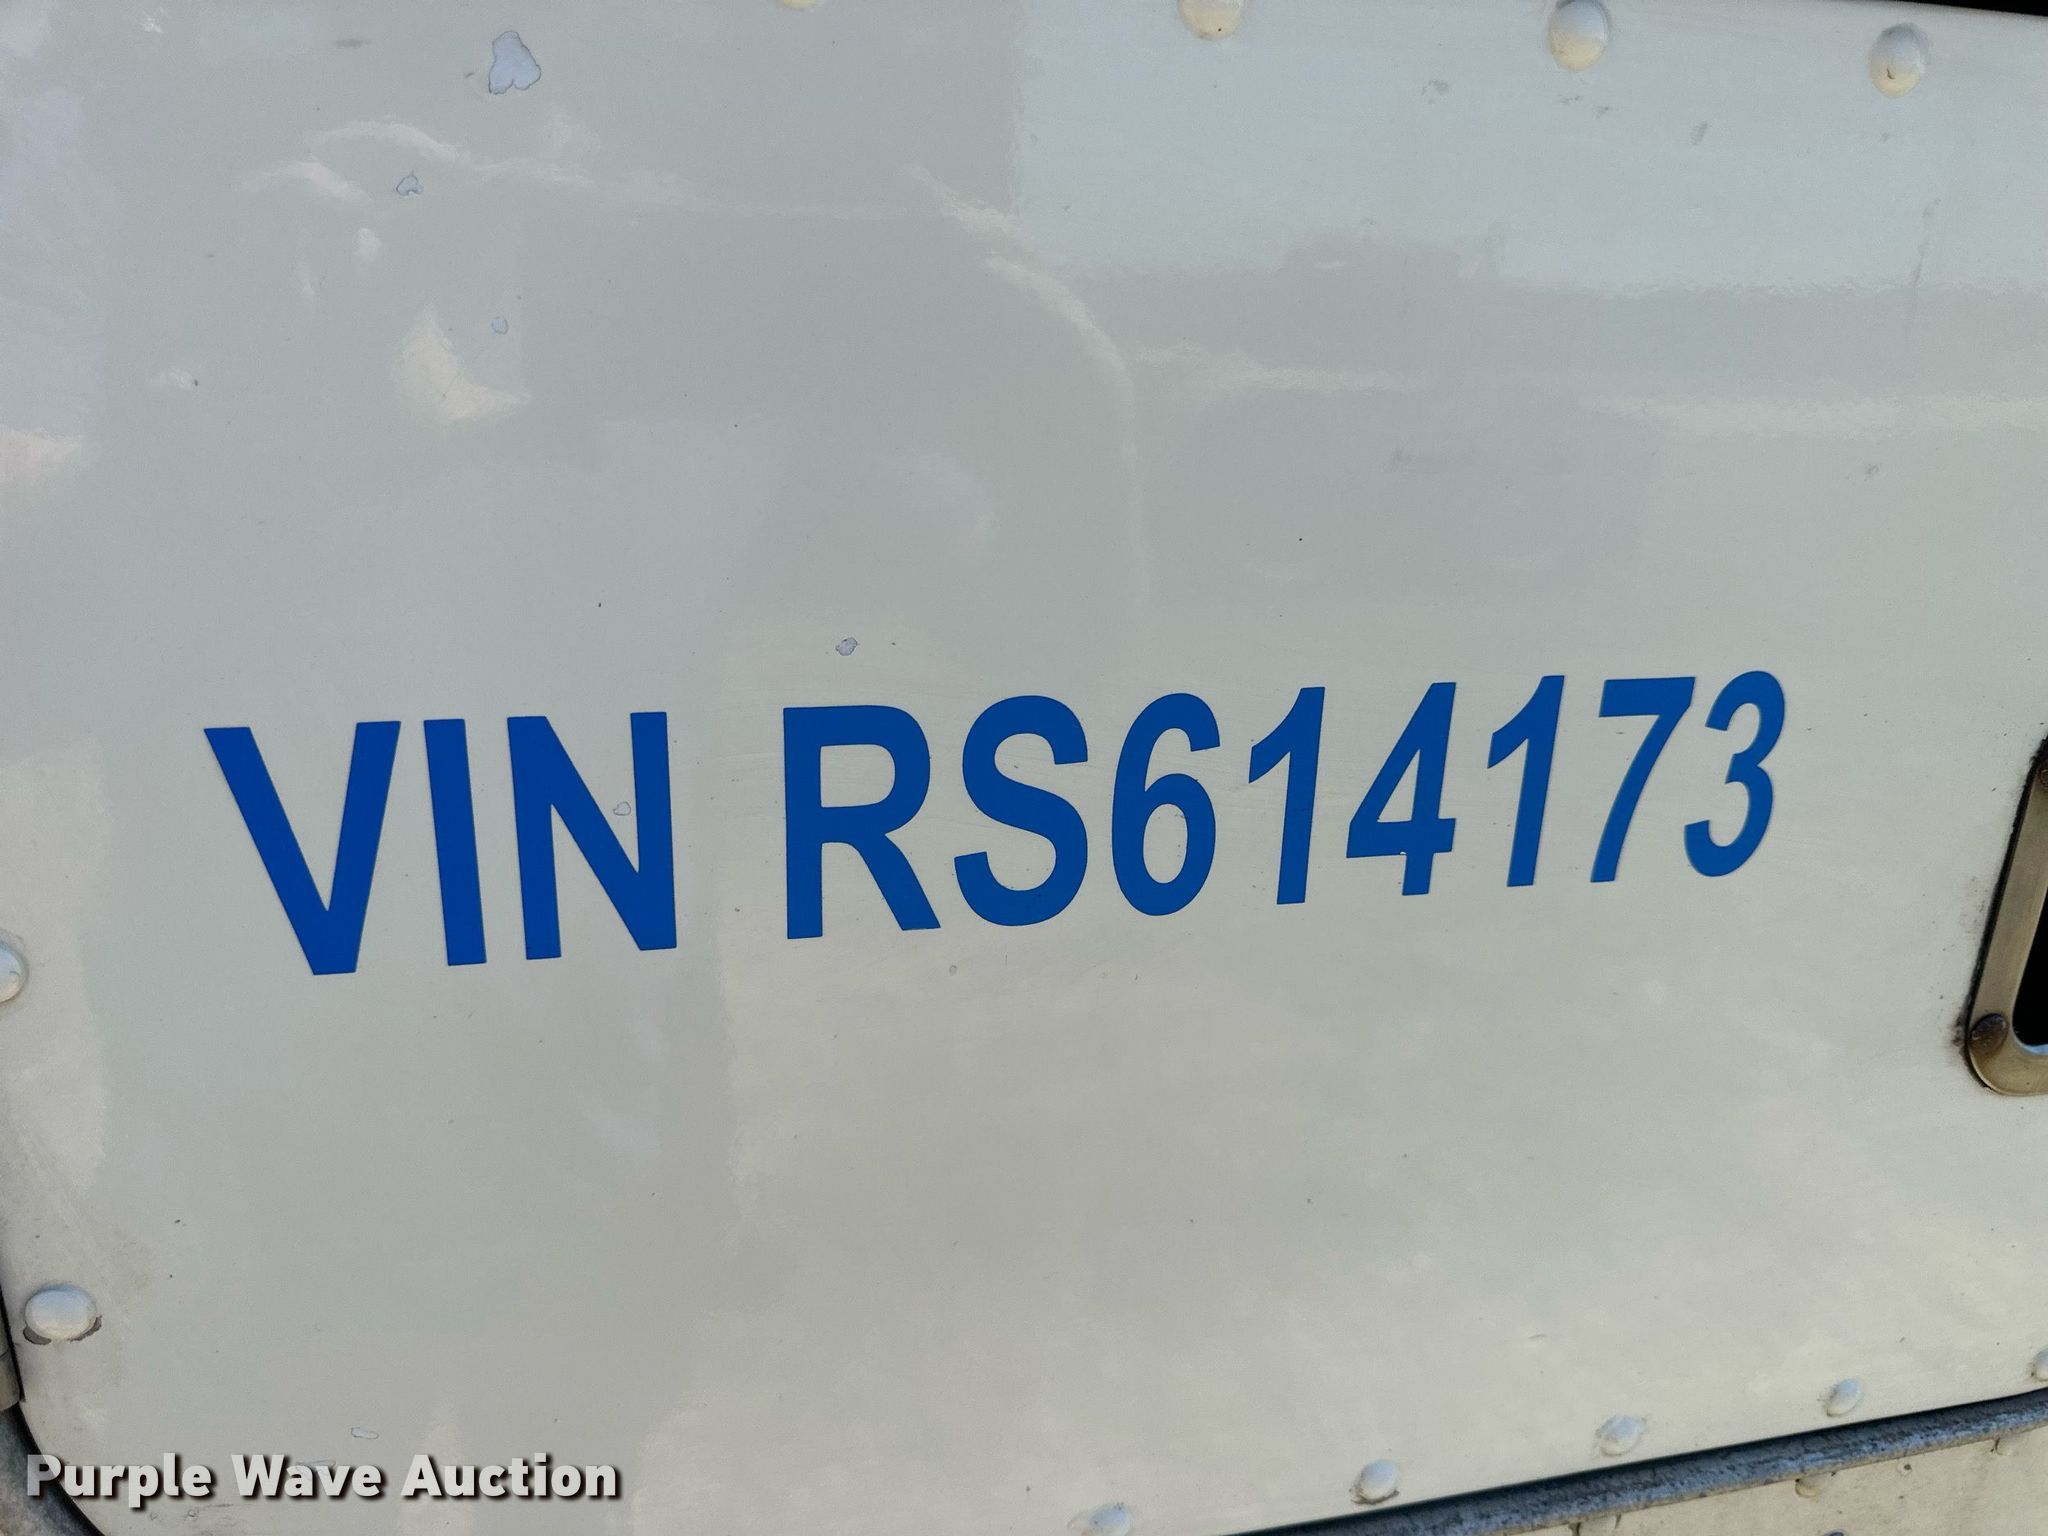 VIN RS614173
Purple Wave Auction